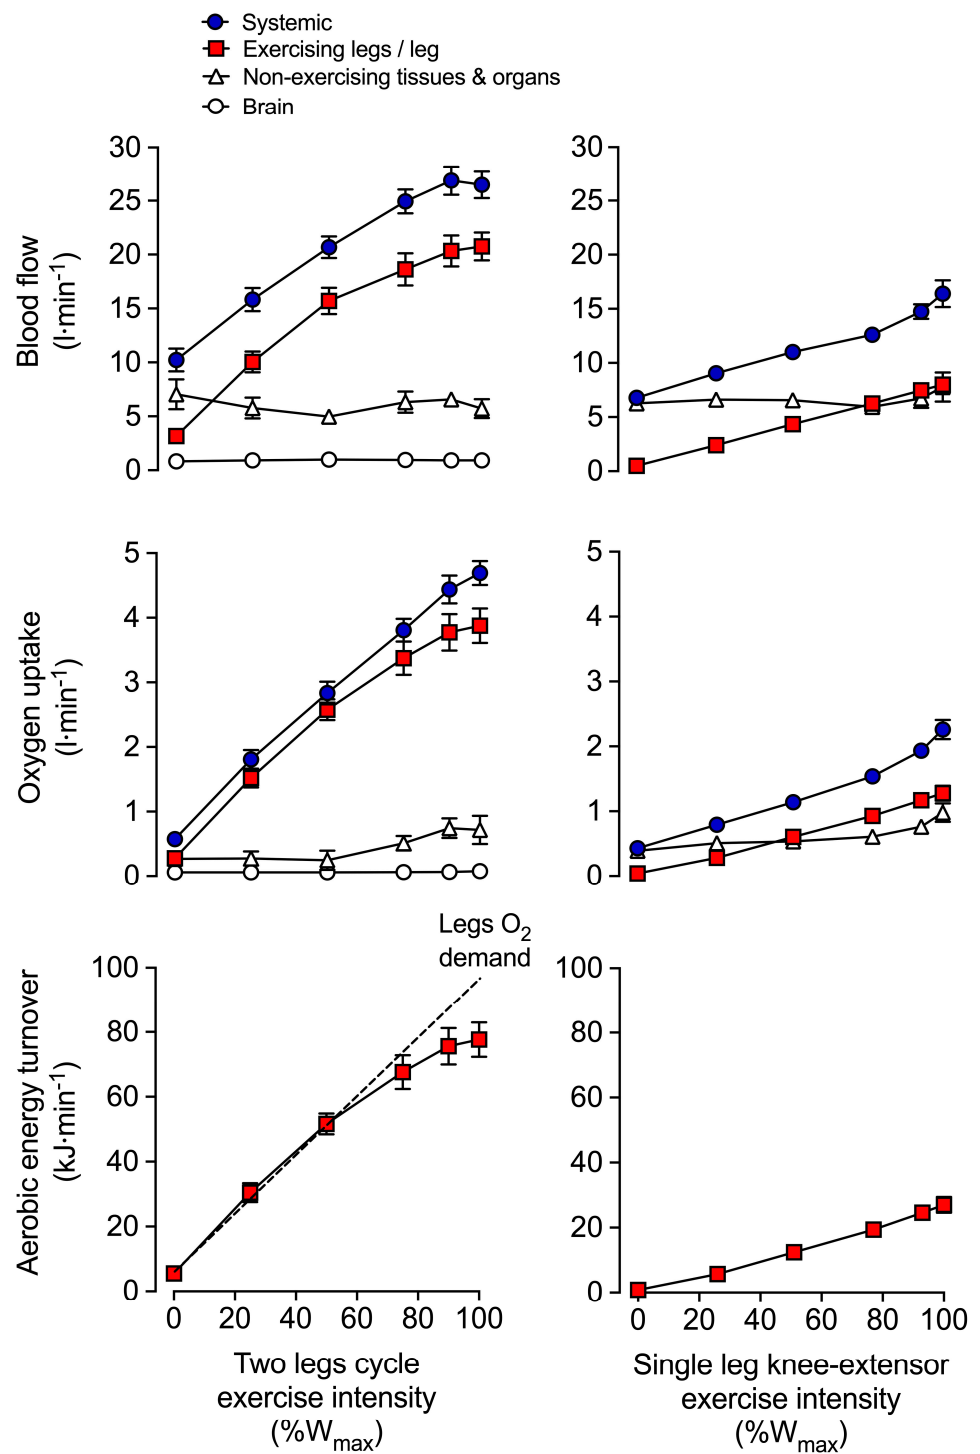 Systemic
Exercising legs / leg
Non-exercising tissues & organs
Brain
Blood flow
(l·min⁻¹)
30
25
20
15
10
5
0
30
25
20
15
10
5
0
Oxygen uptake
(l·min⁻¹)
5
4
3
2
1
0
5
4
3
2
1
0
Legs O₂
demand
Aerobic energy turnover
(kJ·min⁻¹)
100
80
60
40
20
0
100
80
60
40
20
0
0 20 40 60 80 100
0 20 40 60 80 100
Two legs cycle
exercise intensity
(%Wmax)
Single leg knee-extensor
exercise intensity
(%Wmax)